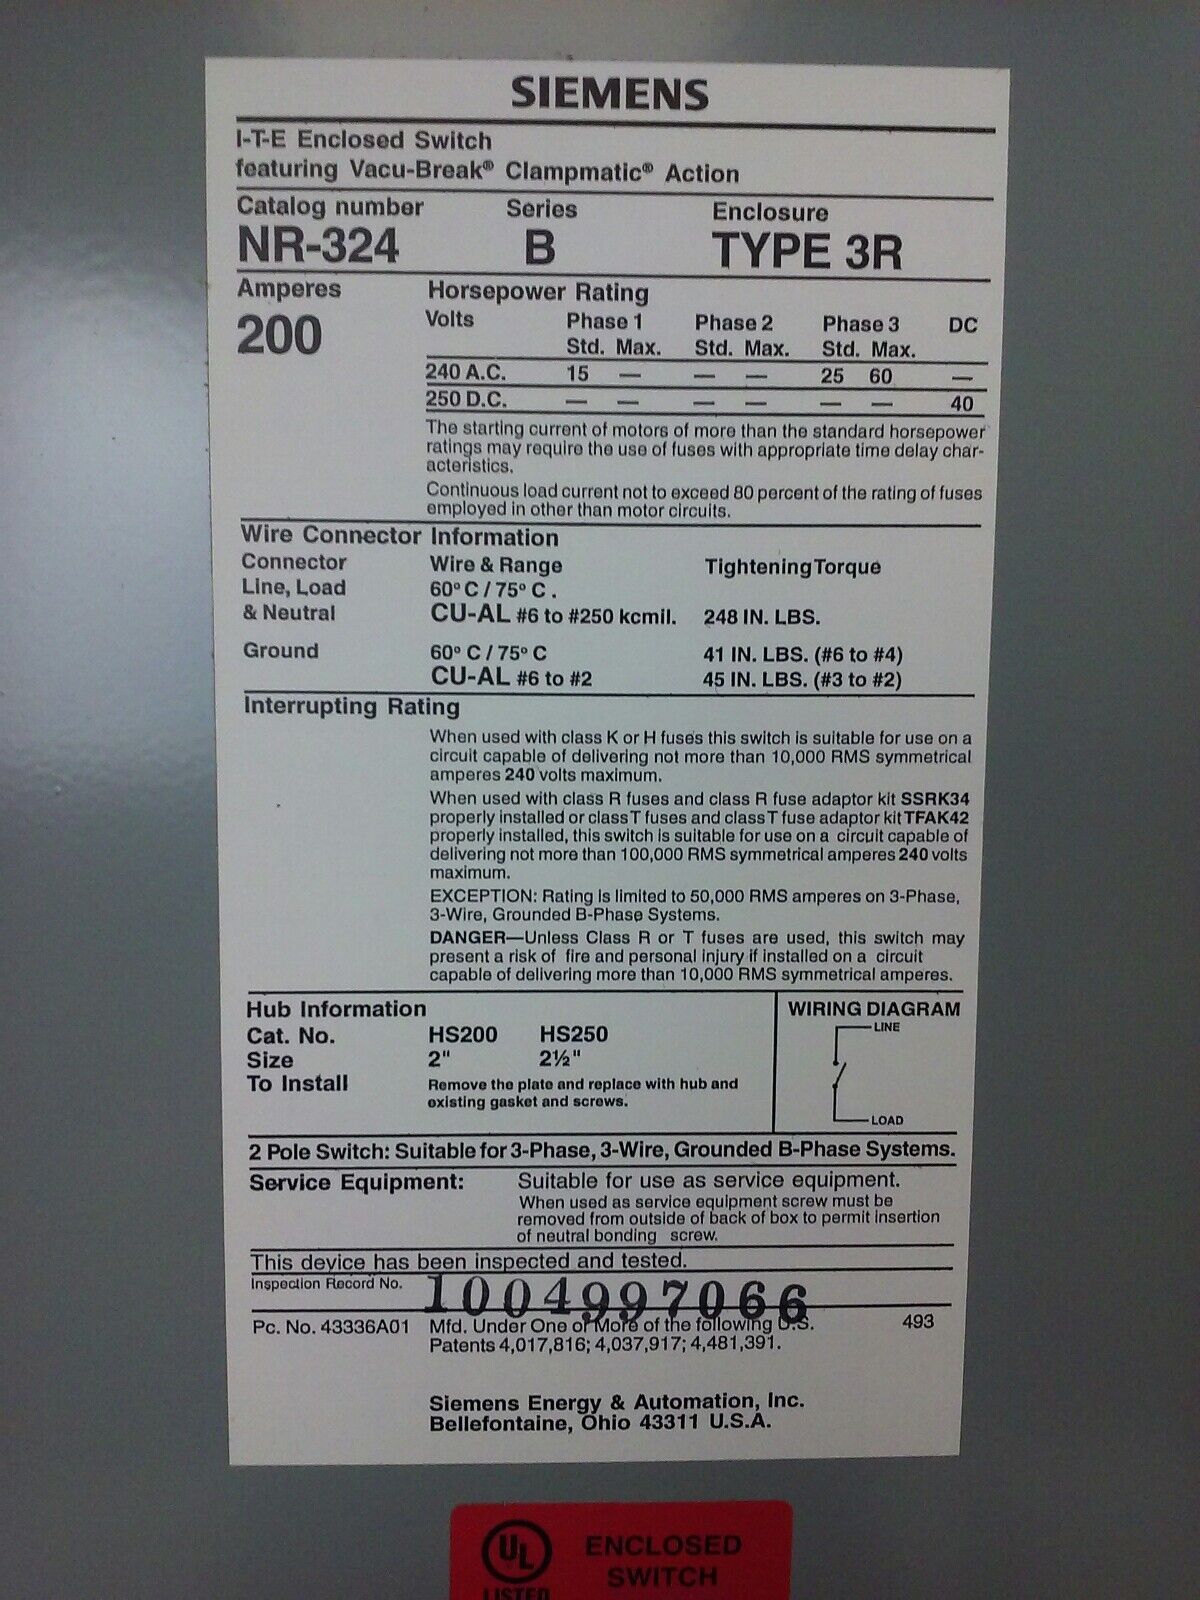 SIEMENS
I-T-E Enclosed Switch
featuring Vacu-Break® Clampmatic® Action
Catalog number Series Enclosure
NR-324 B TYPE 3R
Amperes Horsepower Rating
200
Volts Phase 1 Phase 2 Phase 3 DC
Std. Max. Std. Max. Std. Max.
240 A.C. 15 — — — 25 60 —
250 D.C. — — — — — — 40
The starting current of motors of more than the standard horsepower
ratings may require the use of fuses with appropriate time delay char-
acteristics.
Continuous load current not to exceed 80 percent of the rating of fuses
employed in other than motor circuits.
Wire Connector Information
Connector Wire & Range Tightening Torque
Line, Load 60° C / 75° C .
& Neutral CU-AL #6 to #250 kcmil. 248 IN. LBS.
Ground 60° C / 75° C 41 IN. LBS. (#6 to #4)
CU-AL #6 to #2 45 IN. LBS. (#3 to #2)
Interrupting Rating
When used with class K or H fuses this switch is suitable for use on a
circuit capable of delivering not more than 10,000 RMS symmetrical
amperes 240 volts maximum.
When used with class R fuses and class R fuse adaptor kit SSRK34
properly installed or class T fuses and class T fuse adaptor kit TFAK42
properly installed, this switch is suitable for use on a circuit capable of
delivering not more than 100,000 RMS symmetrical amperes 240 volts
maximum.
EXCEPTION: Rating is limited to 50,000 RMS amperes on 3-Phase,
3-Wire, Grounded B-Phase Systems.
DANGER—Unless Class R or T fuses are used, this switch may
present a risk of fire and personal injury if installed on a circuit
capable of delivering more than 10,000 RMS symmetrical amperes.
Hub Information
Cat. No. HS200 HS250
Size 2" 2½"
To Install Remove the plate and replace with hub and
existing gasket and screws.
WIRING DIAGRAM
LINE
LOAD
2 Pole Switch: Suitable for 3-Phase, 3-Wire, Grounded B-Phase Systems.
Service Equipment: Suitable for use as service equipment.
When used as service equipment screw must be
removed from outside of back of box to permit insertion
of neutral bonding screw.
This device has been inspected and tested.
Inspection Record No. 1004997066
Pc. No. 43336A01 Mfd. Under One or More of the following U.S. 493
Patents 4,017,816; 4,037,917; 4,481,391.
Siemens Energy & Automation, Inc.
Bellefontaine, Ohio 43311 U.S.A.
UL ENCLOSED
LISTED SWITCH